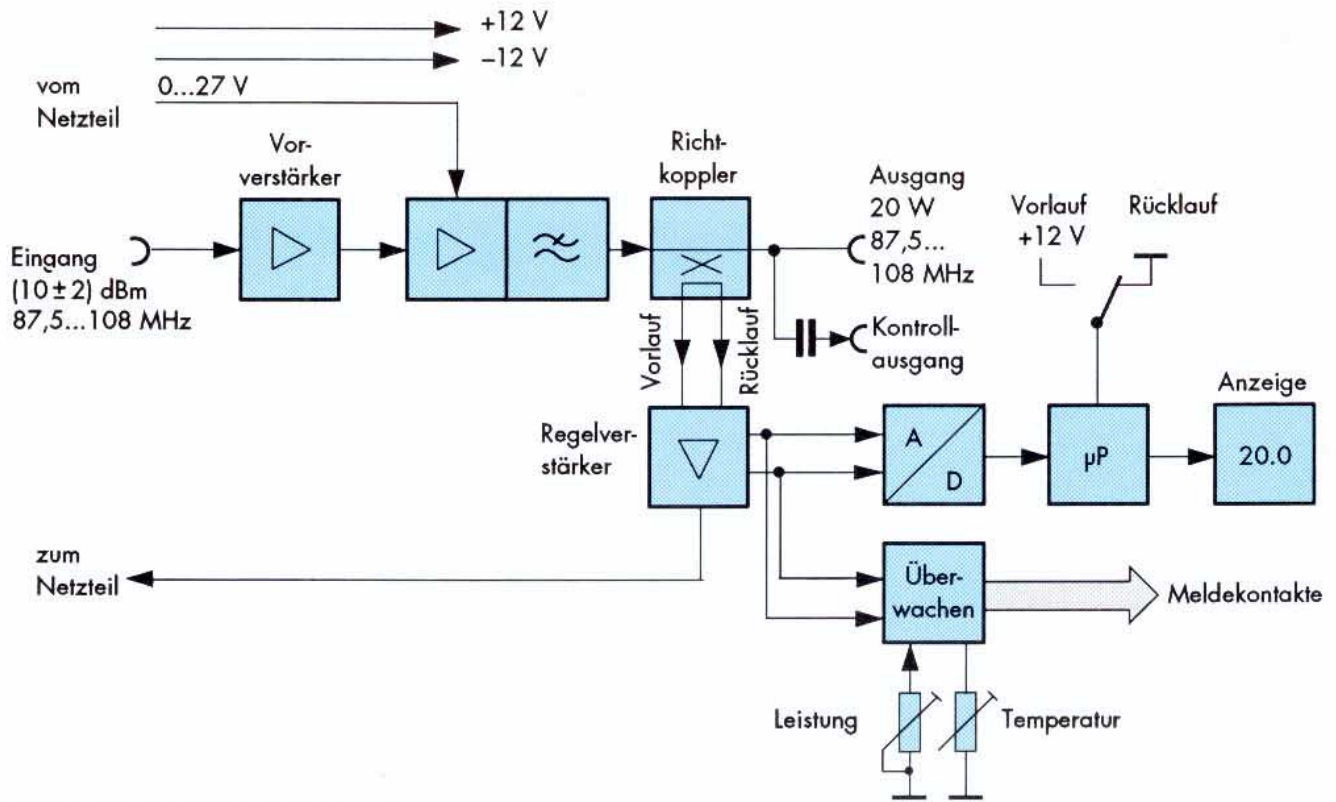 +12 V
–12 V
0...27 V
vom
Netzteil
Vor-
verstärker
Richt-
koppler
Ausgang
20 W
87,5...
108 MHz
Vorlauf
+12 V
Rücklauf
Eingang
(10 ± 2) dBm
87,5...108 MHz
Vorlauf
Rücklauf
Kontroll-
ausgang
Anzeige
Regelver-
stärker
A
D
µP
20.0
zum
Netzteil
Über-
wachen
Meldekontakte
Leistung
Temperatur